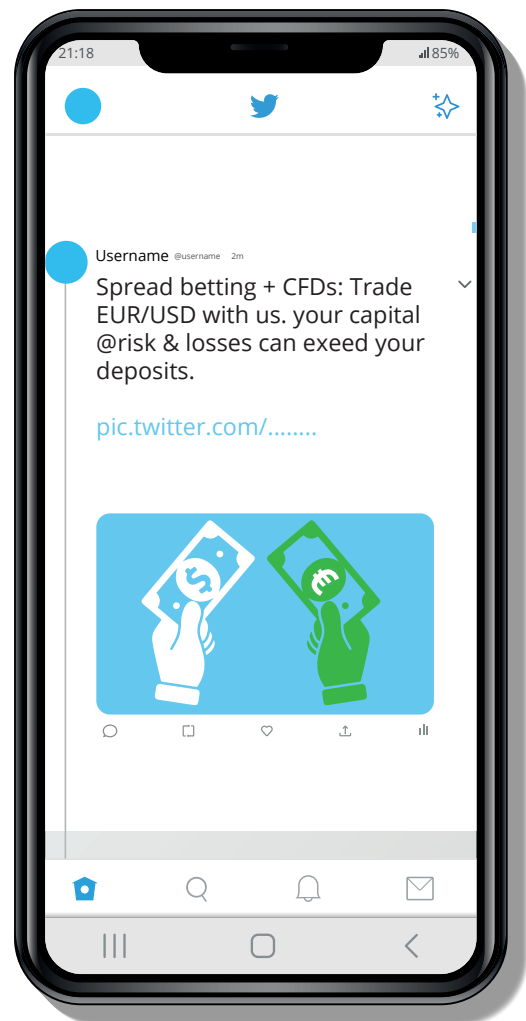 21:18 85%
Username @username 2m
Spread betting + CFDs: Trade
EUR/USD with us. your capital
@risk & losses can exeed your
deposits.
pic.twitter.com/........
$ €